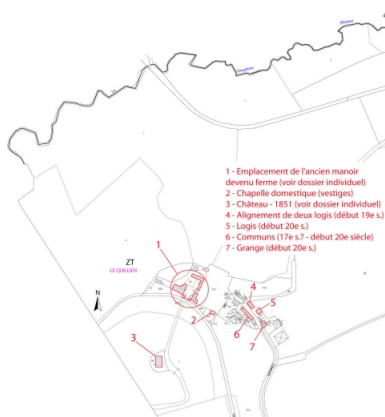 1 - Emplacement de l'ancien manoir
devenu ferme (voir dossier individuel)
2 - Chapelle domestique (vestiges)
3 - Château - 1851 (voir dossier individuel)
4 - Alignement de deux logis (début 19e s.)
5 - Logis (début 20e s.)
6 - Communs (17e s.? - début 20e siècle)
7 - Grange (début 20e s.)
1
ZT
LE QUILLIEN
N
4
5
2
6
7
3